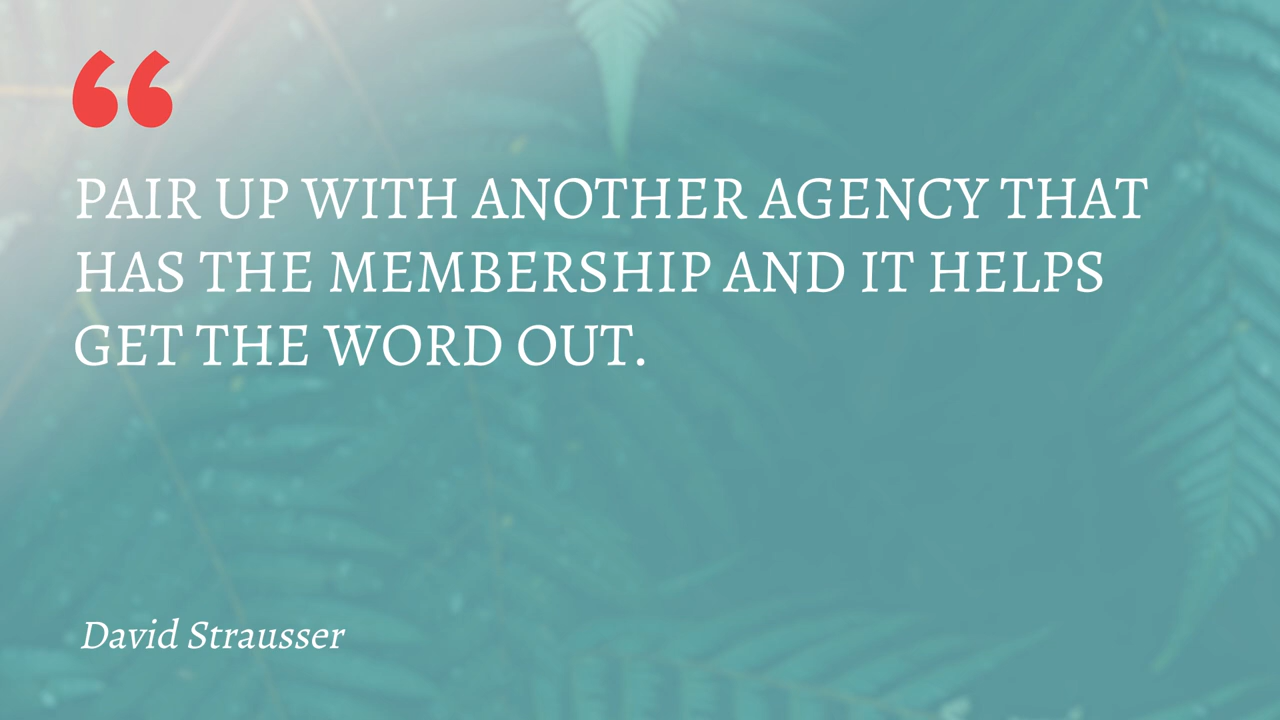 “
PAIR UP WITH ANOTHER AGENCY THAT
HAS THE MEMBERSHIP AND IT HELPS
GET THE WORD OUT.
David Strausser